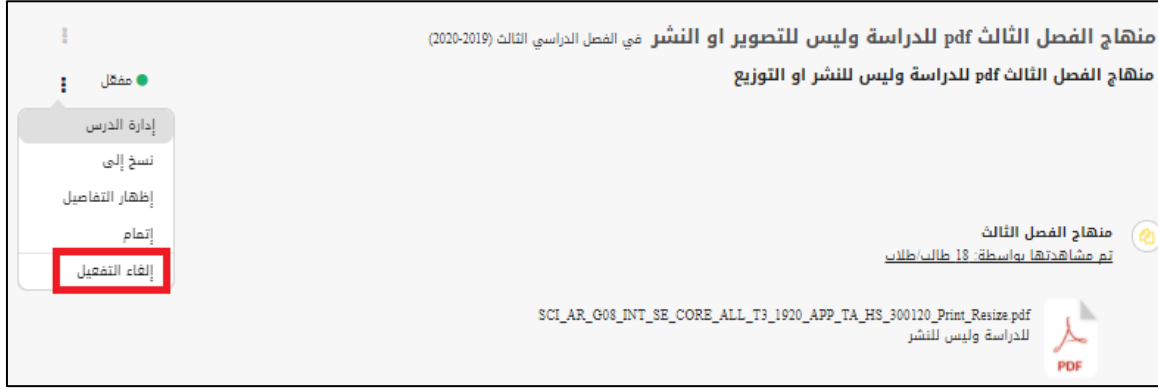 منهاج الفصل الثالث pdf للدراسة وليس للتصوير او النشر في الفصل الدراسي الثالث (2019-2020)
منهاج الفصل الثالث pdf للدراسة وليس للنشر او التوزيع
مفعّل
إدارة الدرس
نسخ إلى
إظهار التفاصيل
إتمام
إلغاء التفعيل
منهاج الفصل الثالث
تم مشاهدتها بواسطة: 18 طالب/طلاب
SCI_AR_G08_INT_SE_CORE_ALL_T3_1920_APP_TA_HS_300120_Print_Resize.pdf
للدراسة وليس للنشر
PDF